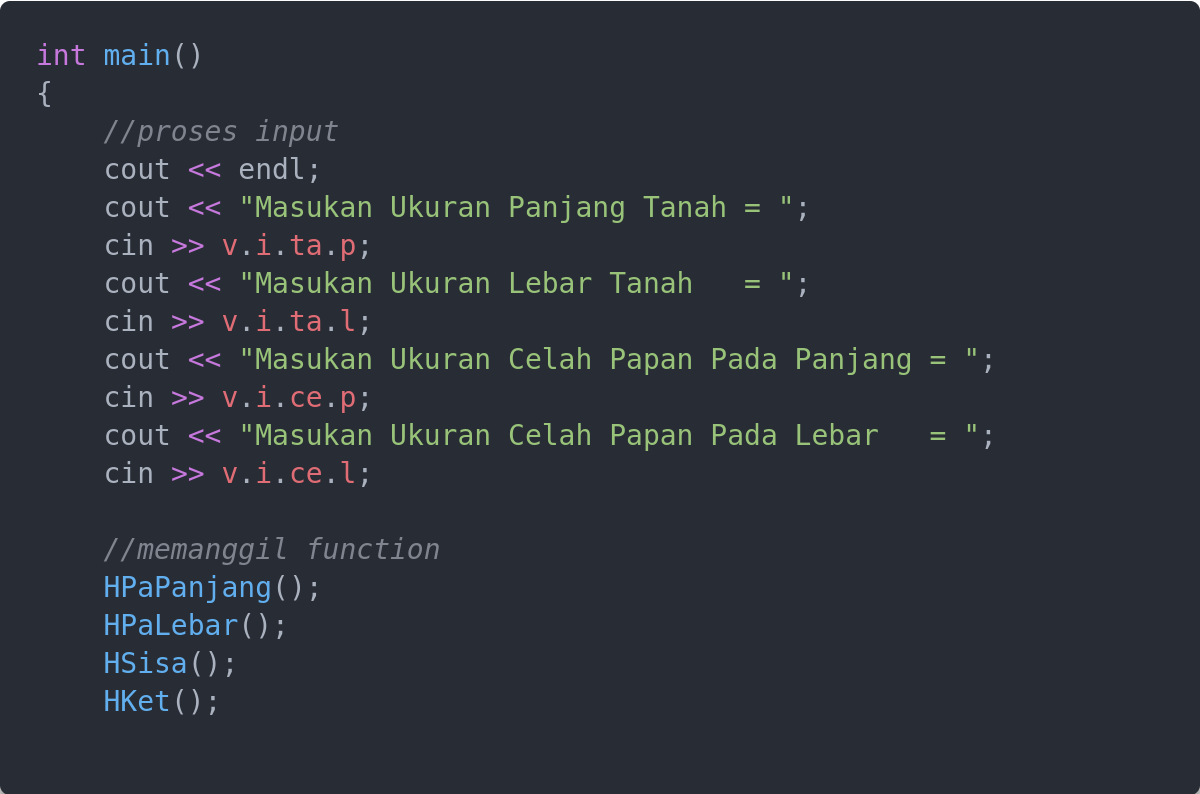 int main()
{
    //proses input
    cout << endl;
    cout << "Masukan Ukuran Panjang Tanah = ";
    cin >> v.i.ta.p;
    cout << "Masukan Ukuran Lebar Tanah   = ";
    cin >> v.i.ta.l;
    cout << "Masukan Ukuran Celah Papan Pada Panjang = ";
    cin >> v.i.ce.p;
    cout << "Masukan Ukuran Celah Papan Pada Lebar   = ";
    cin >> v.i.ce.l;

    //memanggil function
    HPaPanjang();
    HPaLebar();
    HSisa();
    HKet();